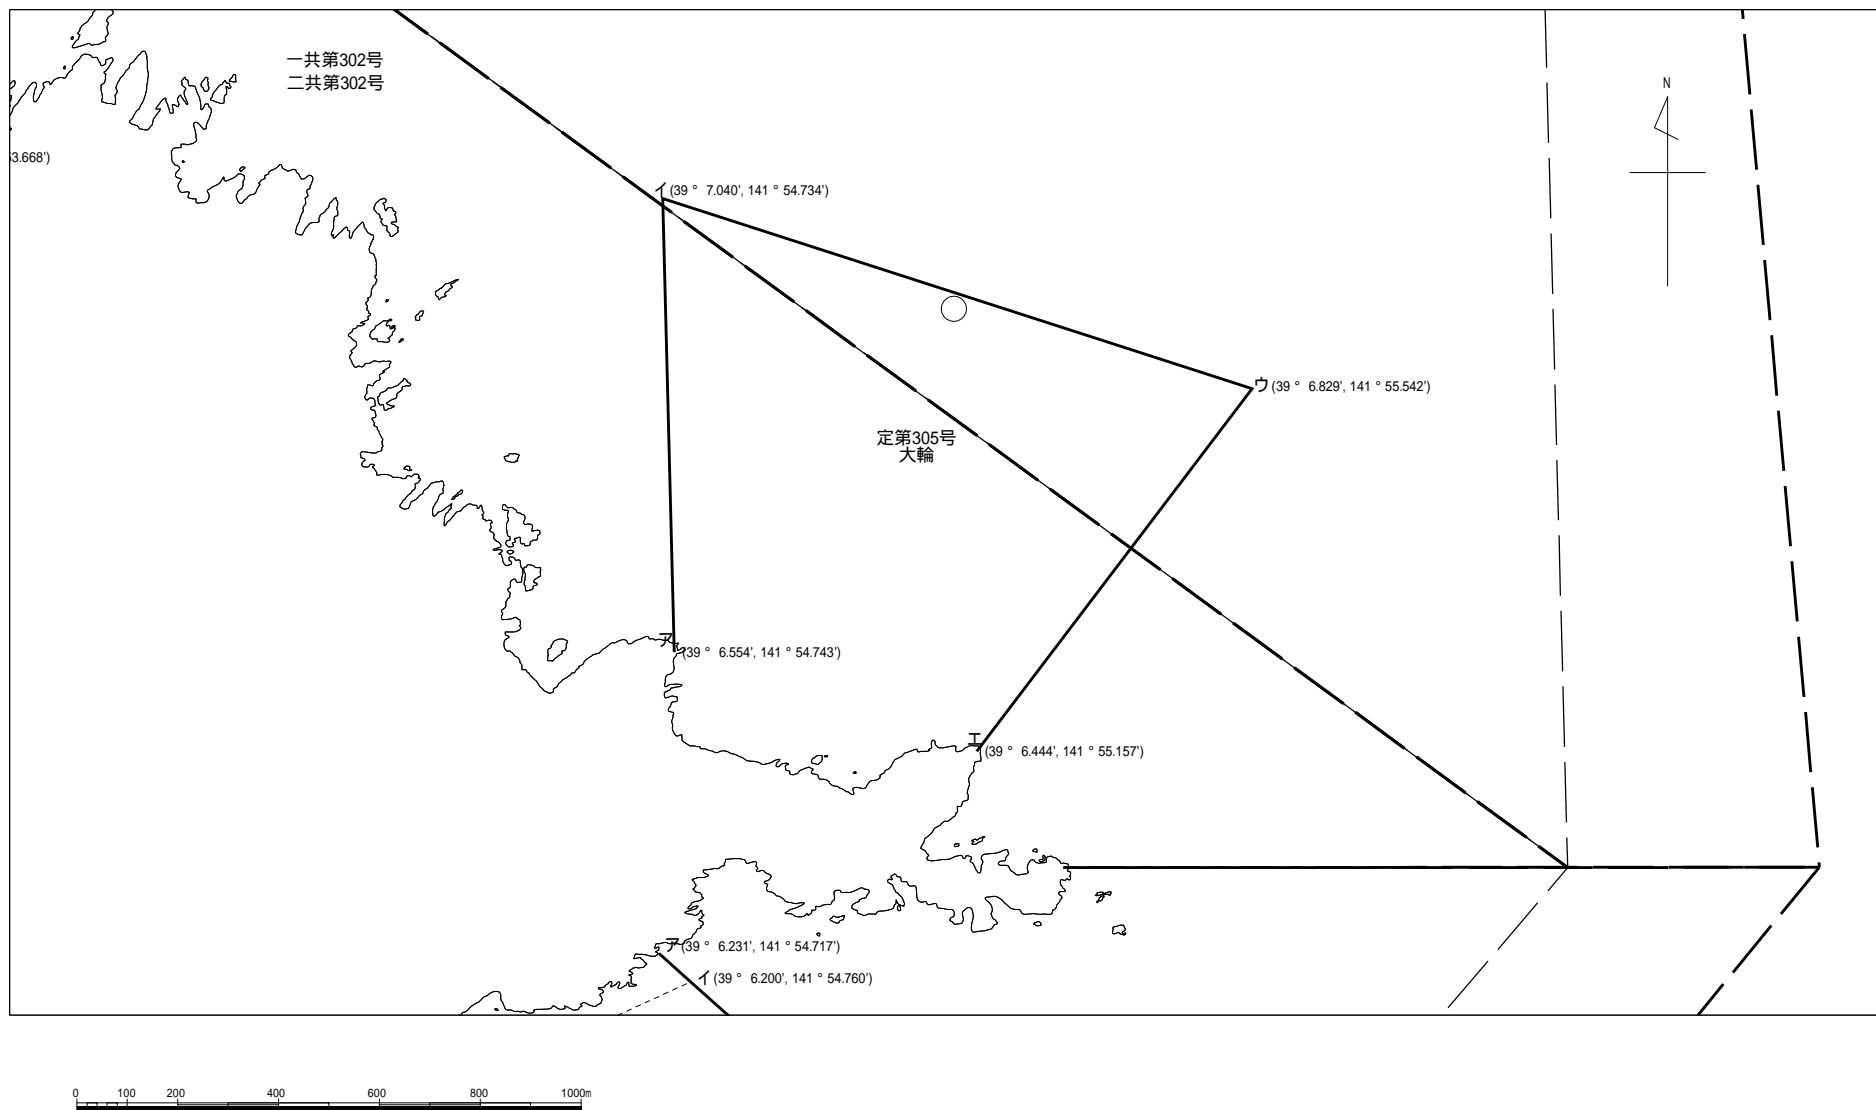 一共第302号
二共第302号
N
3.668')
イ(39 ° 7.040', 141 ° 54.734')
ウ(39 ° 6.829', 141 ° 55.542')
定第305号
大輪
ア(39 ° 6.554', 141 ° 54.743')
エ(39 ° 6.444', 141 ° 55.157')
ア(39 ° 6.231', 141 ° 54.717')
イ(39 ° 6.200', 141 ° 54.760')
0 100 200 400 600 800 1000m